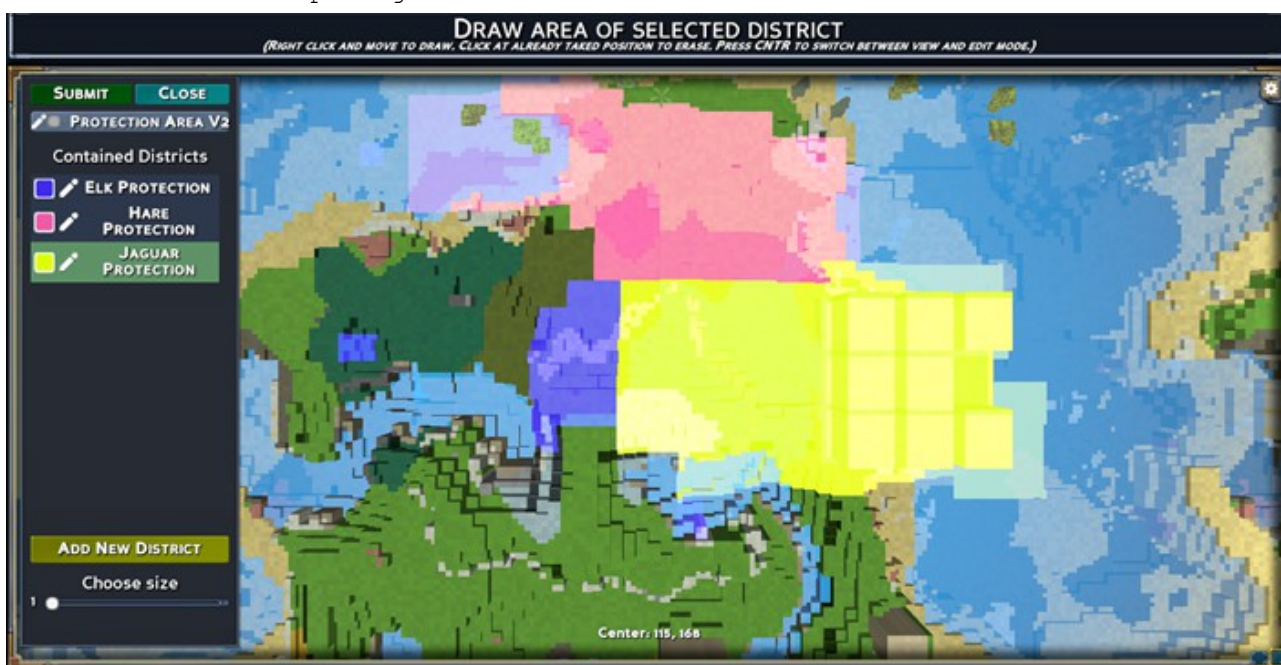 DRAW AREA OF SELECTED DISTRICT
(RIGHT CLICK AND MOVE TO DRAW. CLICK AT ALREADY TAKED POSITION TO ERASE. PRESS CNTR TO SWITCH BETWEEN VIEW AND EDIT MODE.)
SUBMIT CLOSE
PROTECTION AREA V2
Contained Districts
ELK PROTECTION
HARE
PROTECTION
JAGUAR
PROTECTION
ADD NEW DISTRICT
Choose size
1
Center: 115, 168